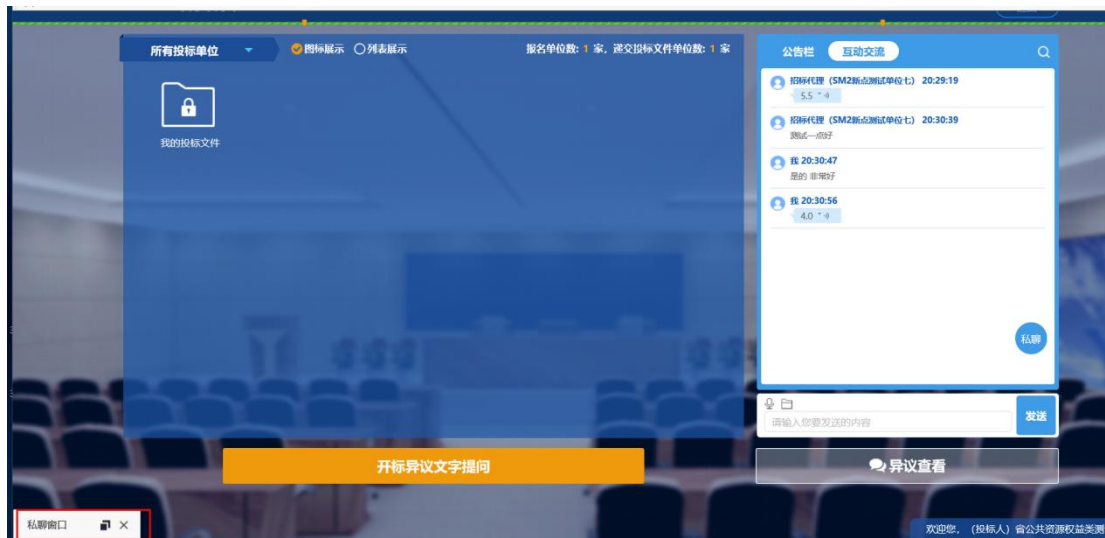 所有投标单位
图标展示 列表展示
报名单位数: 1 家, 递交投标文件单位数: 1 家
我的投标文件
公告栏 互动交流
招标代理 (SM2新点测试单位七) 20:29:19
5.5 "
招标代理 (SM2新点测试单位七) 20:30:39
测试一点好
我 20:30:47
是的 非常好
我 20:30:56
4.0 "
私聊
请输入您要发送的内容
发送
开标异议文字提问
异议查看
私聊窗口
欢迎您, (投标人) 省公共资源权益类测